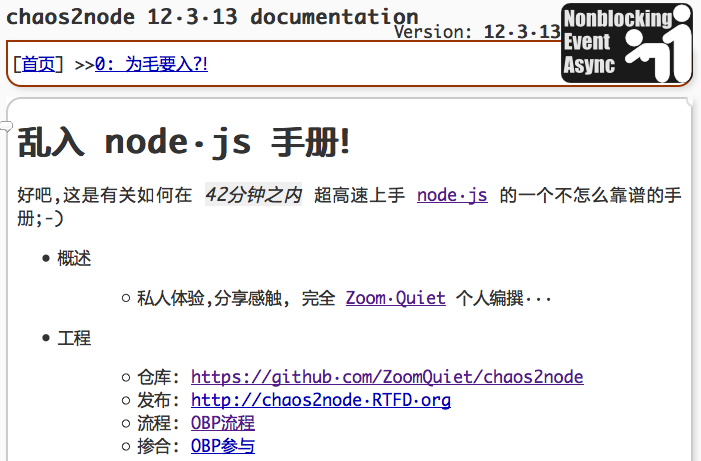 chaos2node 12.3.13 documentation
Version: 12.3.13
Nonblocking
Event
Async
[首页] >>0: 为毛要入?!
乱入 node.js 手册!
好吧,这是有关如何在 42分钟之内 超高速上手 node.js 的一个不怎么靠谱的手
册;-)
概述
私人体验,分享感触, 完全 Zoom.Quiet 个人编撰...
工程
仓库: https://github.com/ZoomQuiet/chaos2node
发布: http://chaos2node.RTFD.org
流程: OBP流程
掺合: OBP参与